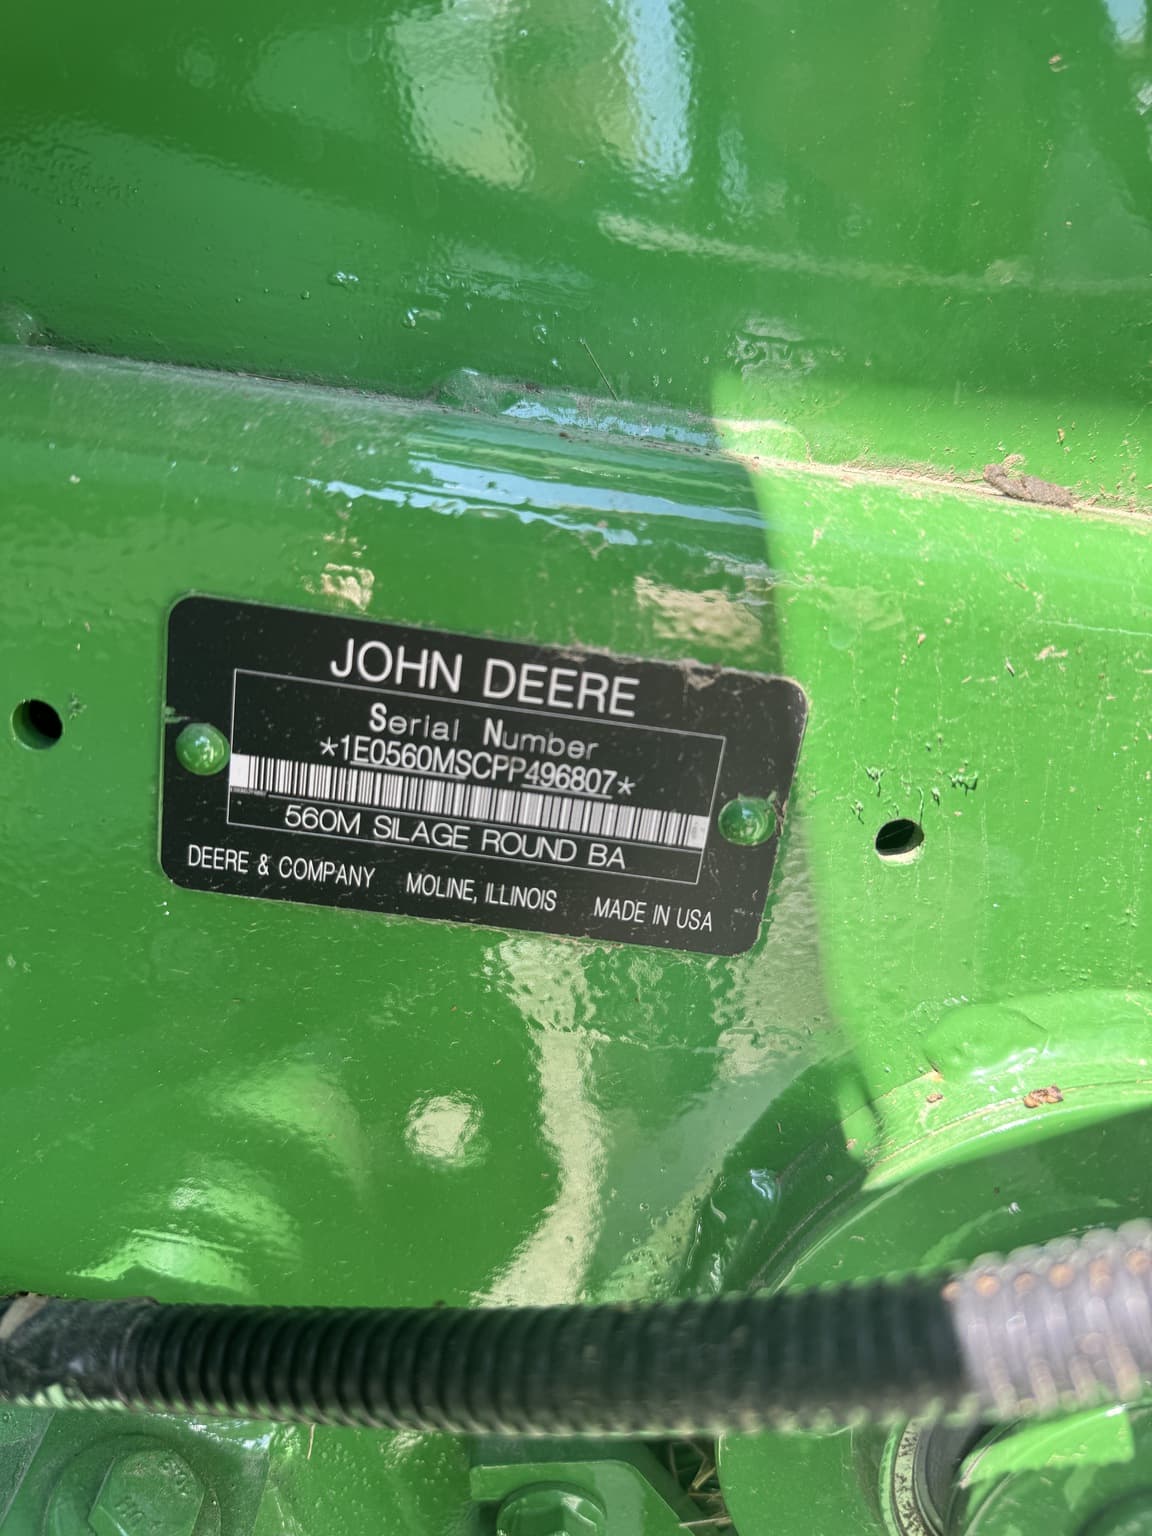 JOHN DEERE
Serial Number
*1E0560MSCPP496807*
560M SILAGE ROUND BA
DEERE & COMPANY MOLINE, ILLINOIS MADE IN USA